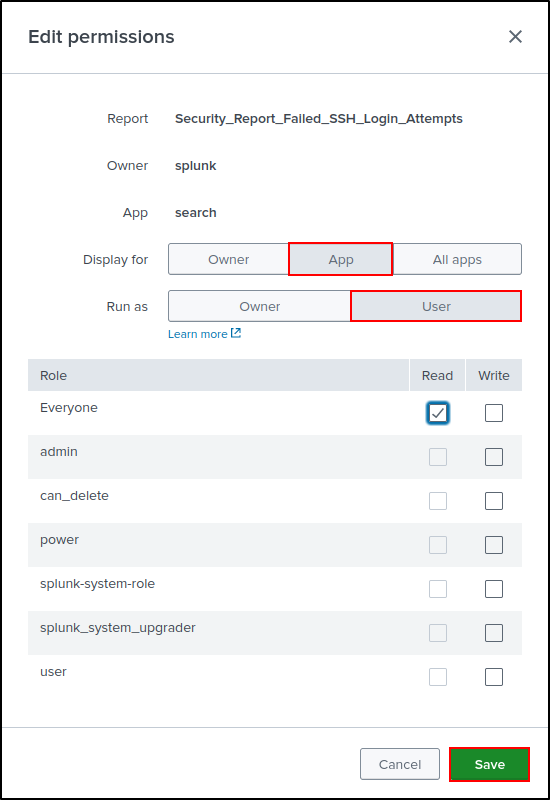 Edit permissions
Report Security_Report_Failed_SSH_Login_Attempts
Owner splunk
App search
Display for Owner App All apps
Run as Owner User
Learn more
Role Read Write
Everyone
admin
can_delete
power
splunk-system-role
splunk_system_upgrader
user
Cancel Save